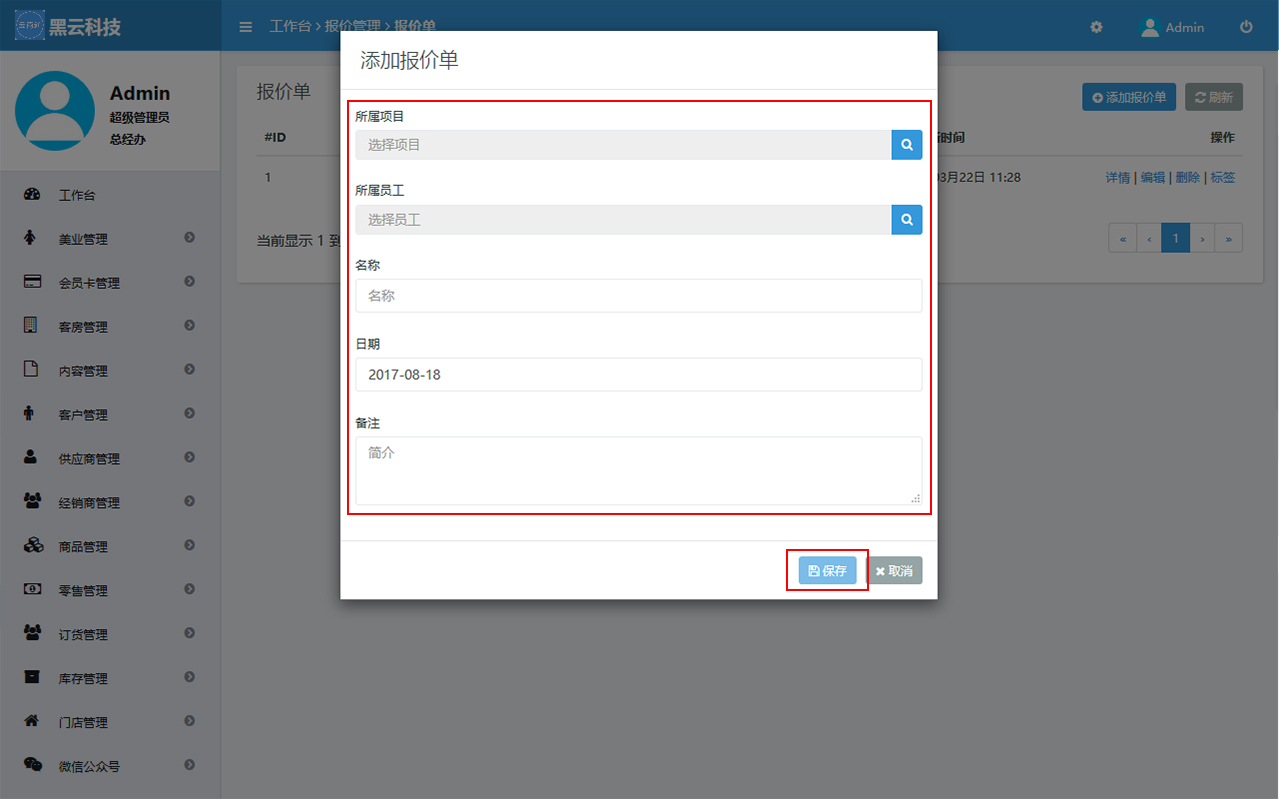 黑云科技
工作台 › 报价管理 › 报价单
Admin
Admin
超级管理员
总经办
工作台
美业管理
会员卡管理
客房管理
内容管理
客户管理
供应商管理
经销商管理
商品管理
零售管理
订货管理
库存管理
门店管理
微信公众号
报价单
添加报价单
刷新
#ID
时间
操作
1
03月22日 11:28
详情 | 编辑 | 删除 | 标签
当前显示 1 到
« ‹ 1 › »
添加报价单
所属项目
选择项目
所属员工
选择员工
名称
名称
日期
2017-08-18
备注
简介
保存
取消